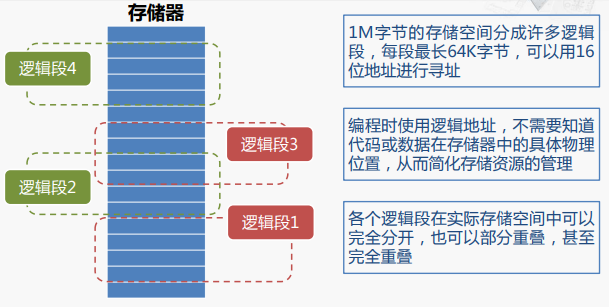 存储器
逻辑段4
逻辑段3
逻辑段2
逻辑段1
1M字节的存储空间分成许多逻辑
段，每段最长64K字节，可以用16
位地址进行寻址
编程时使用逻辑地址，不需要知道
代码或数据在存储器中的具体物理
位置，从而简化存储资源的管理
各个逻辑段在实际存储空间中可以
完全分开，也可以部分重叠，甚至
完全重叠